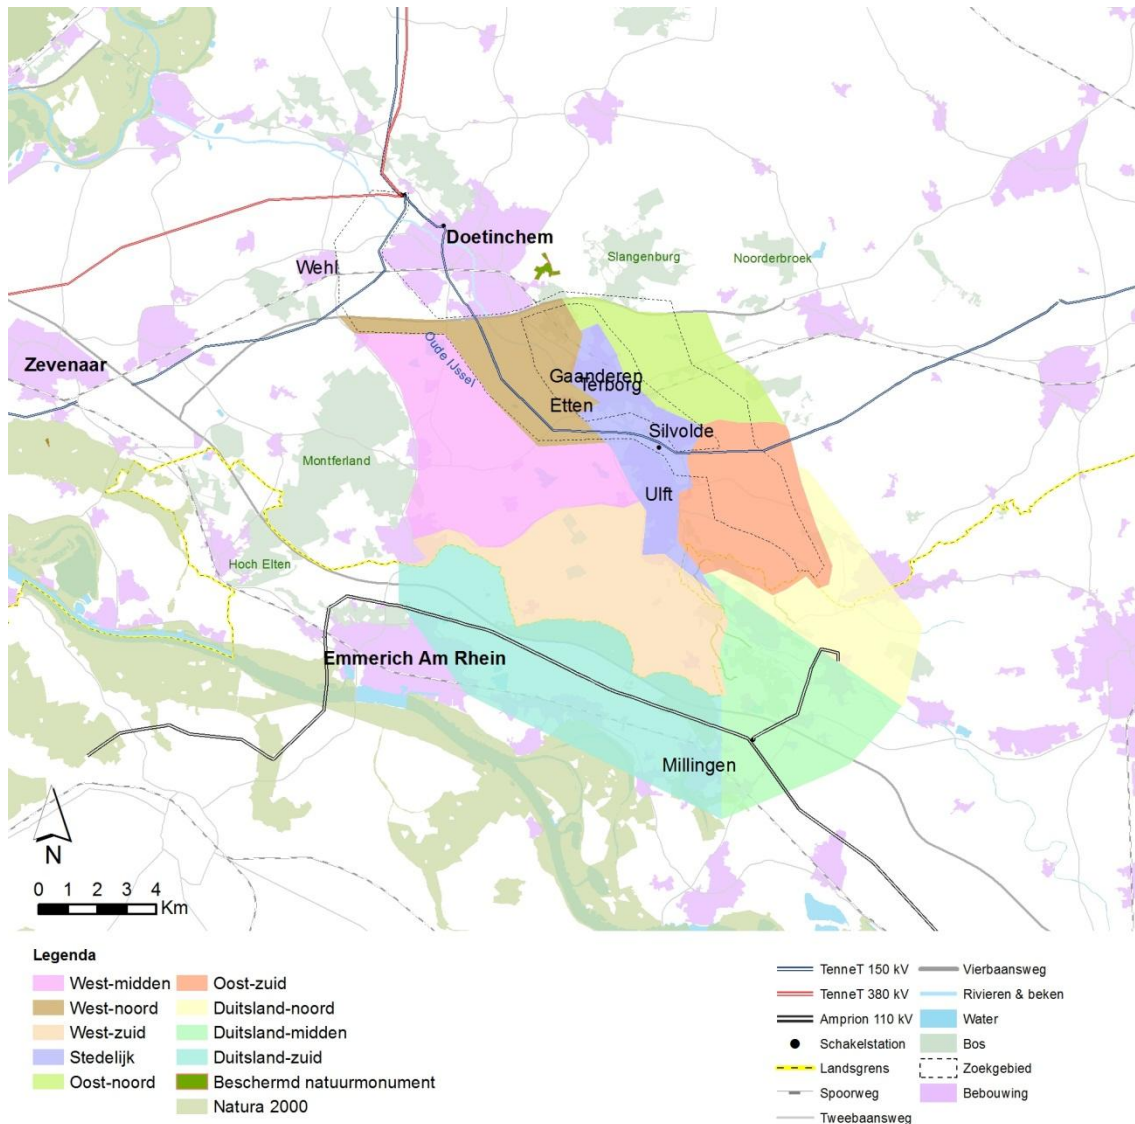 Doetinchem
Slangenburg
Noorderbroek
Wehl
Oude IJssel
Zevenaar
Gaanderen
Terborg
Etten
Silvolde
Montferland
Ulft
Hoch Elten
Emmerich Am Rhein
Millingen
N
0 1 2 3 4
Km
Legenda
West-midden
West-noord
West-zuid
Stedelijk
Oost-noord
Oost-zuid
Duitsland-noord
Duitsland-midden
Duitsland-zuid
Beschermd natuurmonument
Natura 2000
TenneT 150 kV
TenneT 380 kV
Amprion 110 kV
Schakelstation
Landsgrens
Spoorweg
Tweebaansweg
Vierbaansweg
Rivieren & beken
Water
Bos
Zoekgebied
Bebouwing